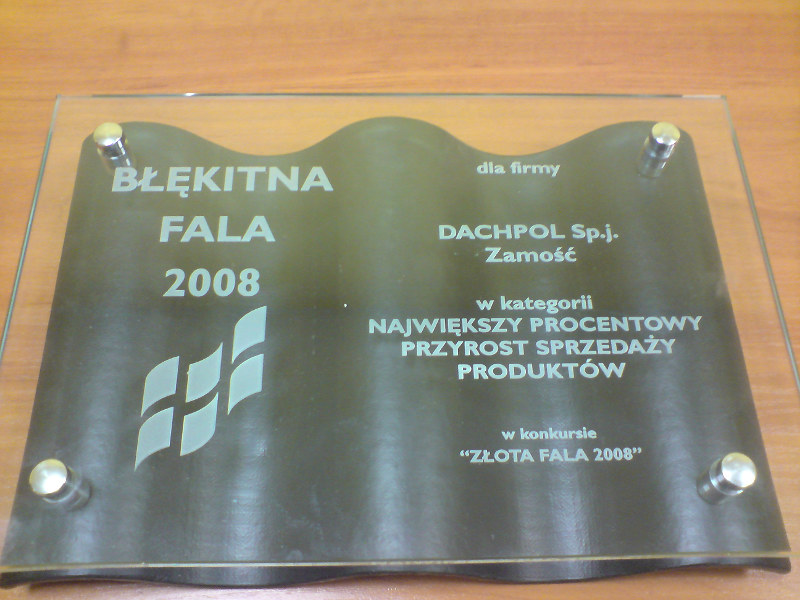 BŁĘKITNA
FALA
2008
dla firmy
DACHPOL Sp.j.
Zamość
w kategorii
NAJWIĘKSZY PROCENTOWY
PRZYROST SPRZEDAŻY
PRODUKTÓW
w konkursie
“ZŁOTA FALA 2008”